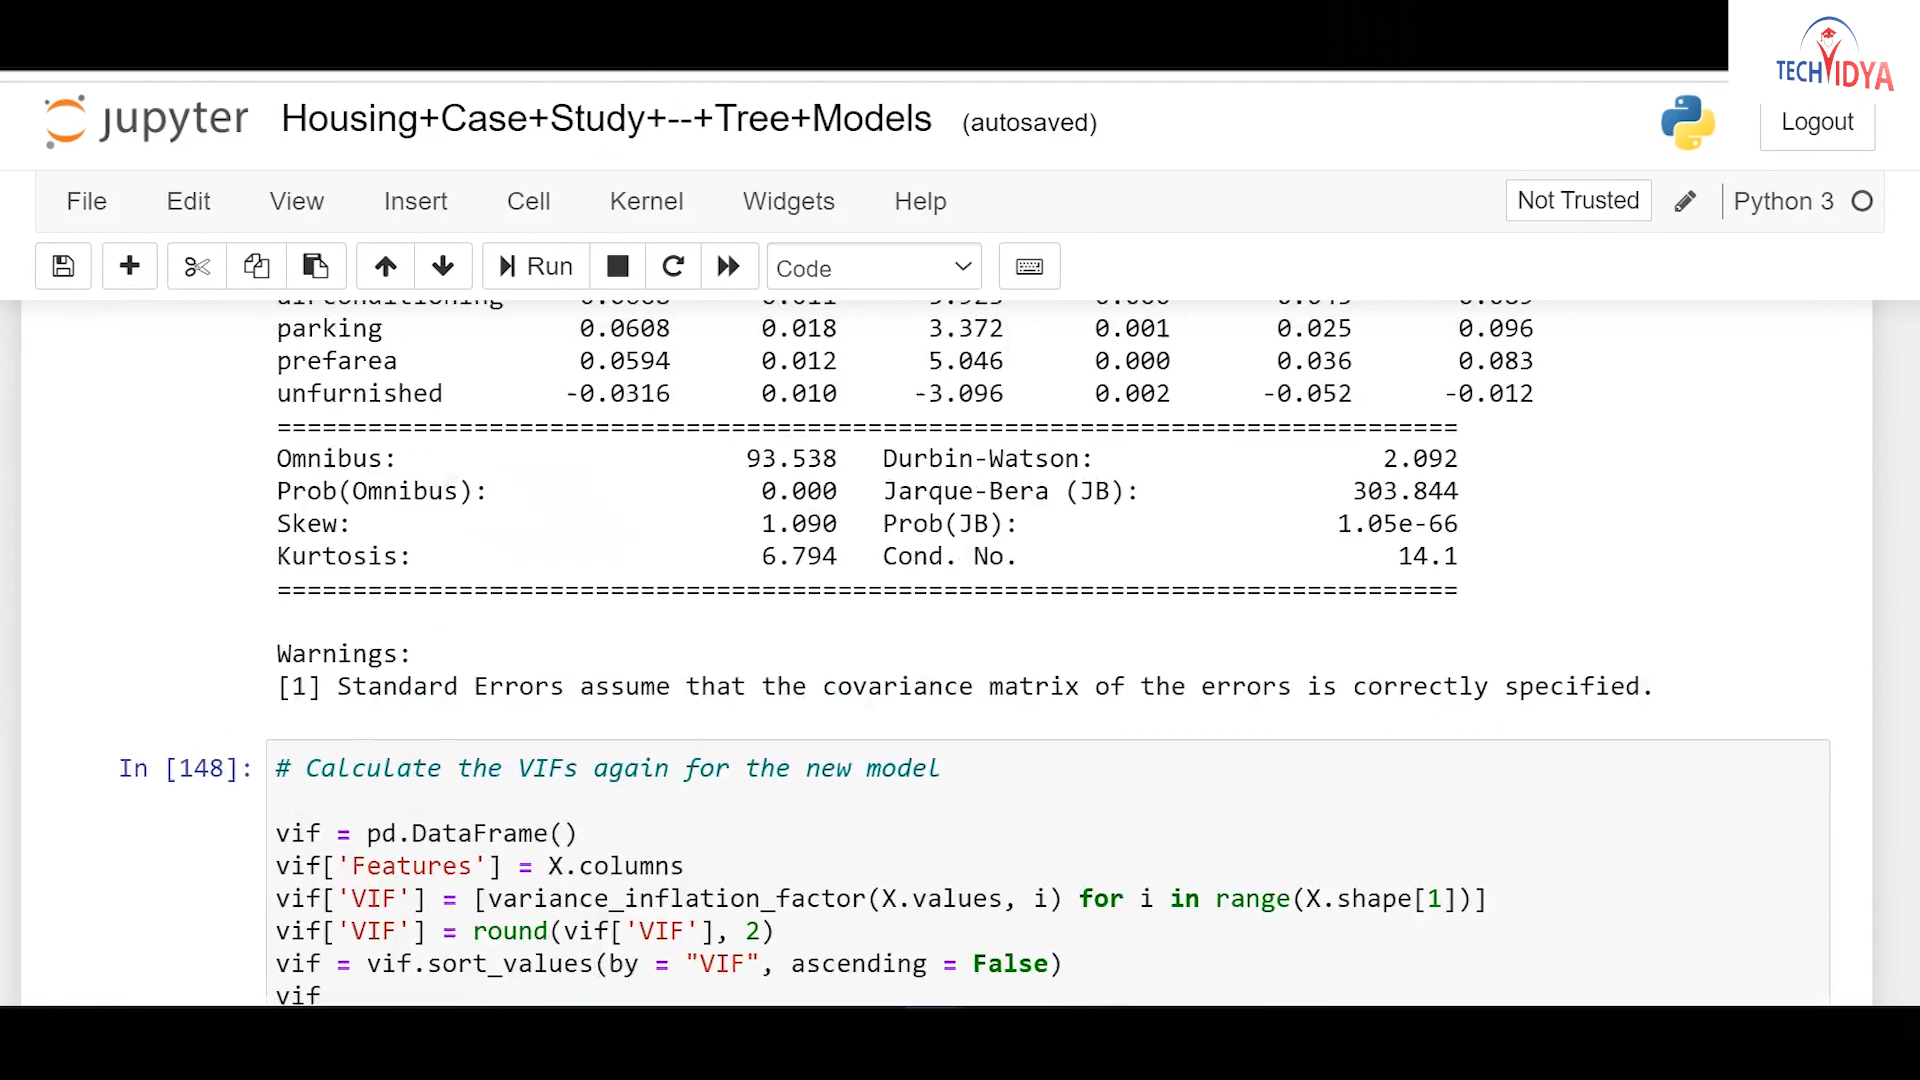 TECHVIDYA
jupyter Housing+Case+Study+--+Tree+Models (autosaved) Logout
File Edit View Insert Cell Kernel Widgets Help Not Trusted Python 3
Run Code
parking 0.0608 0.018 3.372 0.001 0.025 0.096
prefarea 0.0594 0.012 5.046 0.000 0.036 0.083
unfurnished -0.0316 0.010 -3.096 0.002 -0.052 -0.012
==============================================================================
Omnibus: 93.538 Durbin-Watson: 2.092
Prob(Omnibus): 0.000 Jarque-Bera (JB): 303.844
Skew: 1.090 Prob(JB): 1.05e-66
Kurtosis: 6.794 Cond. No. 14.1
==============================================================================
Warnings:
[1] Standard Errors assume that the covariance matrix of the errors is correctly specified.
In [148]: # Calculate the VIFs again for the new model
vif = pd.DataFrame()
vif['Features'] = X.columns
vif['VIF'] = [variance_inflation_factor(X.values, i) for i in range(X.shape[1])]
vif['VIF'] = round(vif['VIF'], 2)
vif = vif.sort_values(by = "VIF", ascending = False)
vif